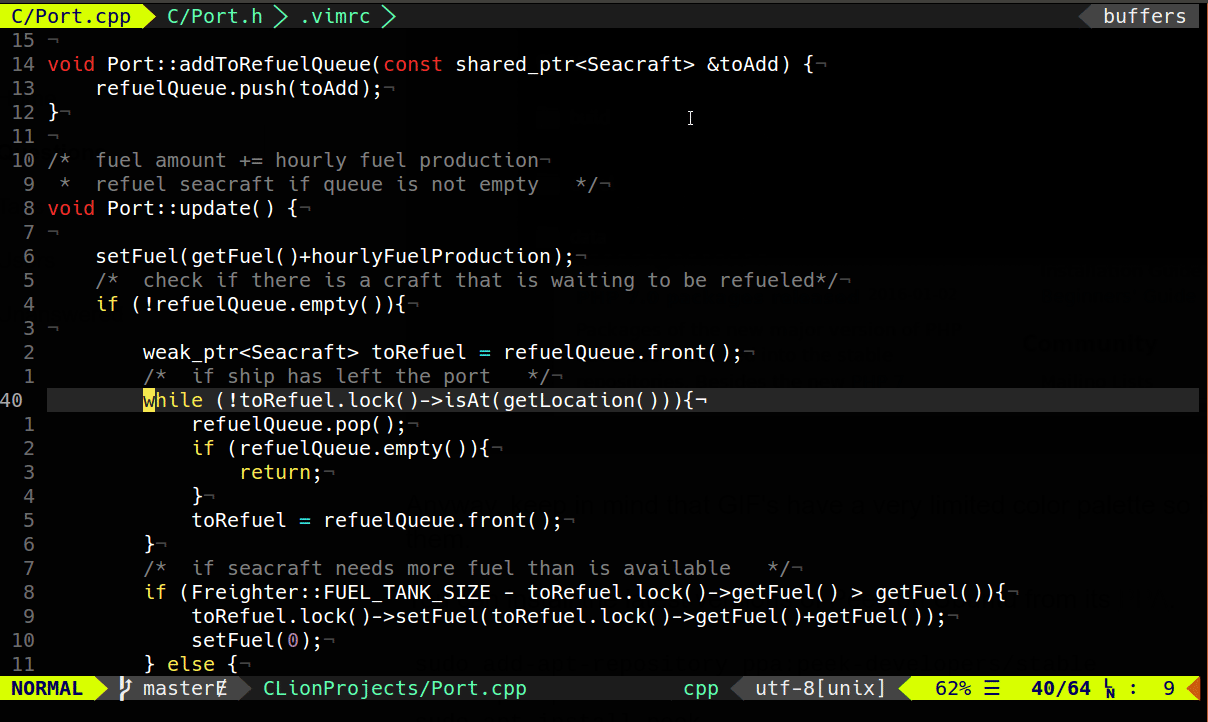 C/Port.cpp C/Port.h .vimrc buffers
15 ¬
14 void Port::addToRefuelQueue(const shared_ptr<Seacraft> &toAdd) {¬
13     refuelQueue.push(toAdd);¬
12 }¬
11 ¬
10 /*  fuel amount += hourly fuel production¬
9  *  refuel seacraft if queue is not empty   */¬
8 void Port::update() {¬
7 ¬
6     setFuel(getFuel()+hourlyFuelProduction);¬
5     /*  check if there is a craft that is waiting to be refueled*/¬
4     if (!refuelQueue.empty()){¬
3 ¬
2         weak_ptr<Seacraft> toRefuel = refuelQueue.front();¬
1         /*  if ship has left the port   */¬
40         while (!toRefuel.lock()->isAt(getLocation())){¬
1             refuelQueue.pop();¬
2             if (refuelQueue.empty()){¬
3                 return;¬
4             }¬
5             toRefuel = refuelQueue.front();¬
6         }¬
7         /*  if seacraft needs more fuel than is available   */¬
8         if (Freighter::FUEL_TANK_SIZE - toRefuel.lock()->getFuel() > getFuel()){¬
9             toRefuel.lock()->setFuel(toRefuel.lock()->getFuel()+getFuel());¬
10             setFuel(0);¬
11         } else {¬
NORMAL master CLionProjects/Port.cpp cpp utf-8[unix] 62% ☰ 40/64 LN : 9